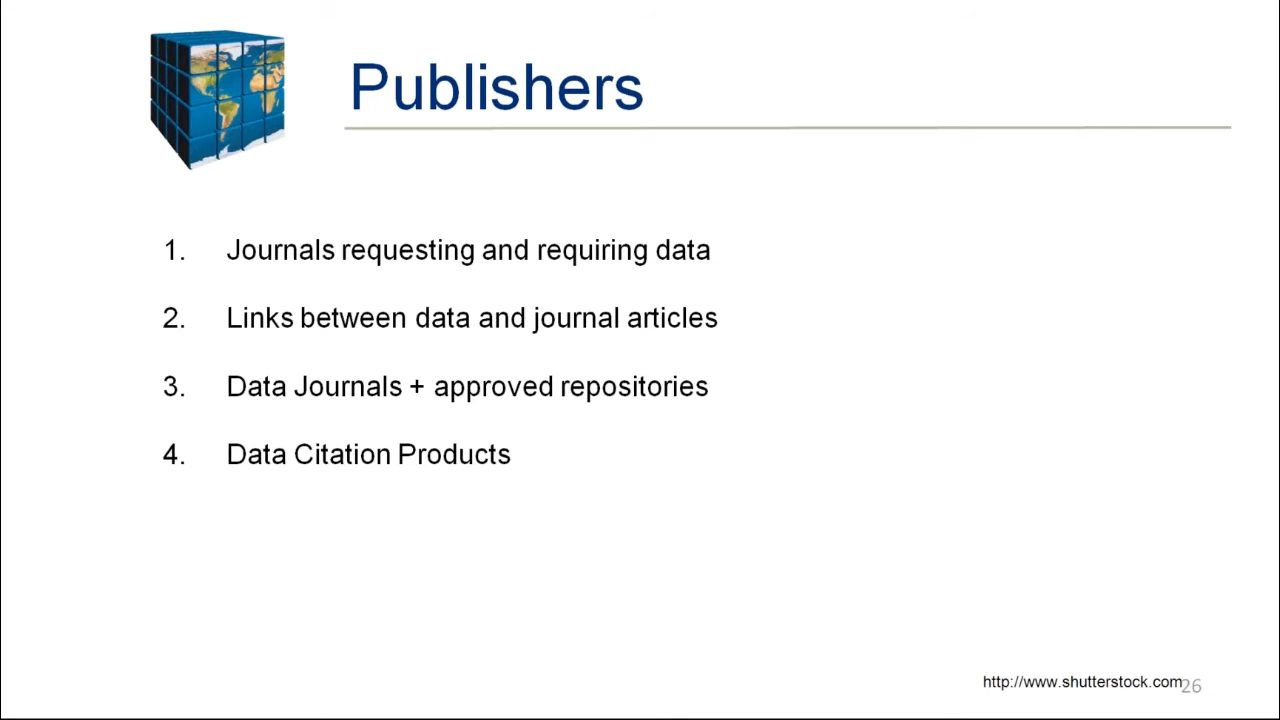 Publishers
1. Journals requesting and requiring data
2. Links between data and journal articles
3. Data Journals + approved repositories
4. Data Citation Products
http://www.shutterstock.com
26